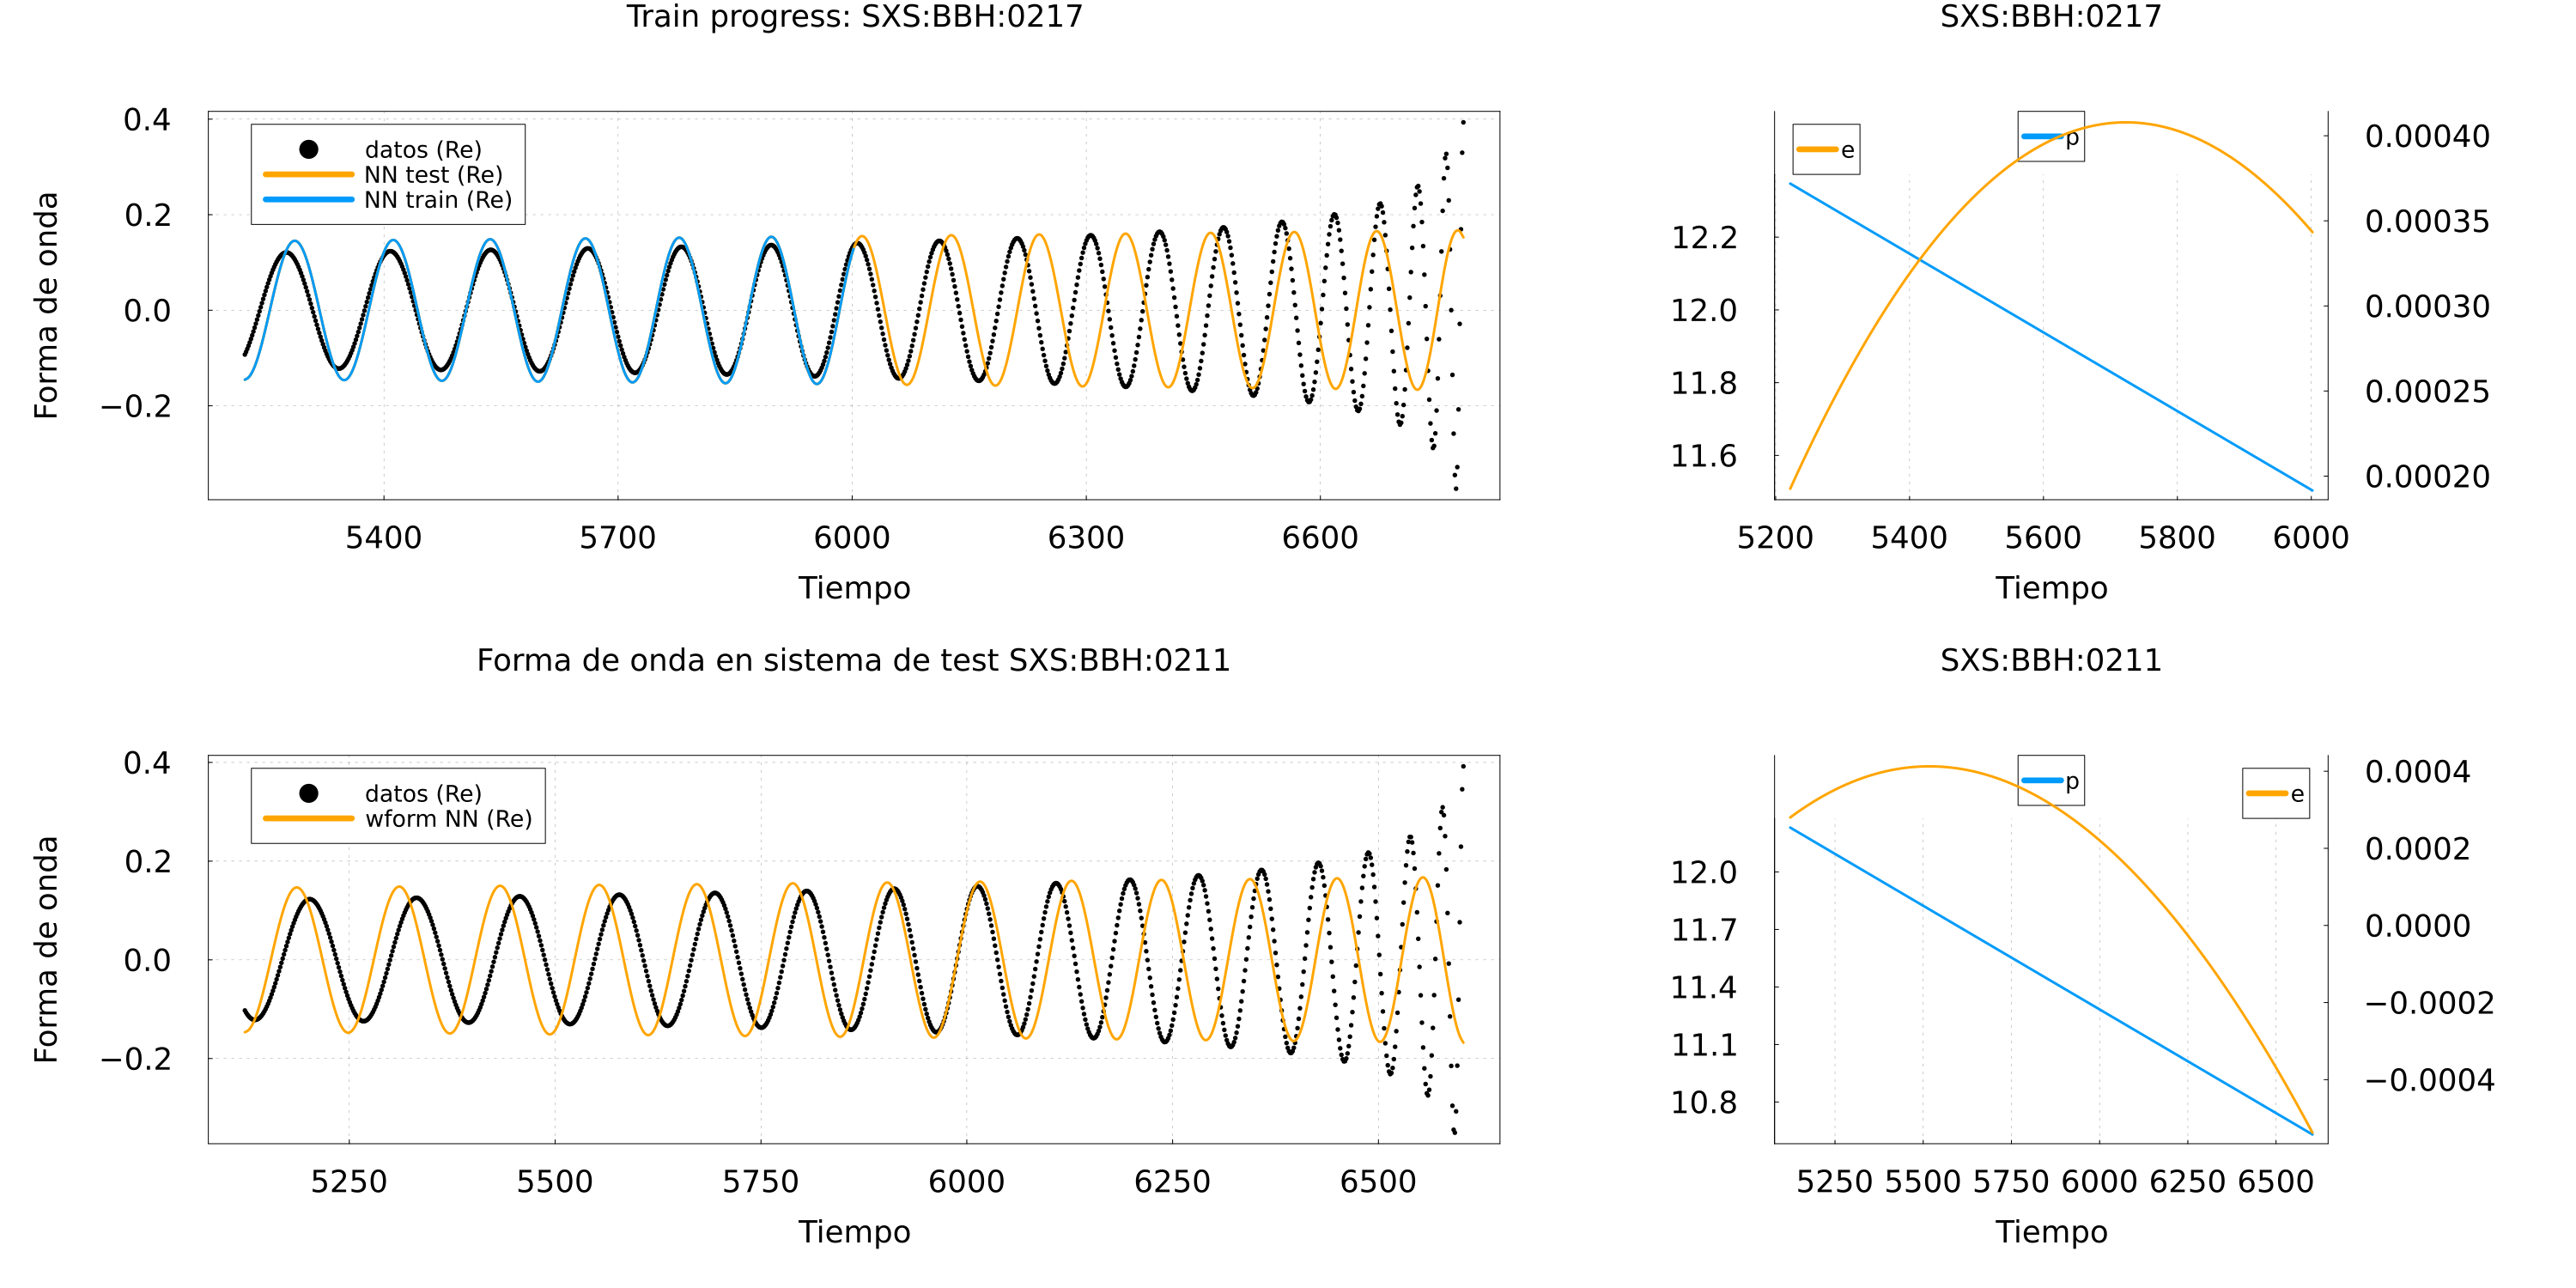 Train progress: SXS:BBH:0217
Forma de onda
0.4
0.2
0.0
−0.2
datos (Re)
NN test (Re)
NN train (Re)
5400 5700 6000 6300 6600
Tiempo
SXS:BBH:0217
e
p
12.2
12.0
11.8
11.6
0.00040
0.00035
0.00030
0.00025
0.00020
5200 5400 5600 5800 6000
Tiempo
Forma de onda en sistema de test SXS:BBH:0211
Forma de onda
0.4
0.2
0.0
−0.2
datos (Re)
wform NN (Re)
5250 5500 5750 6000 6250 6500
Tiempo
SXS:BBH:0211
p
e
12.0
11.7
11.4
11.1
10.8
0.0004
0.0002
0.0000
−0.0002
−0.0004
5250 5500 5750 6000 6250 6500
Tiempo